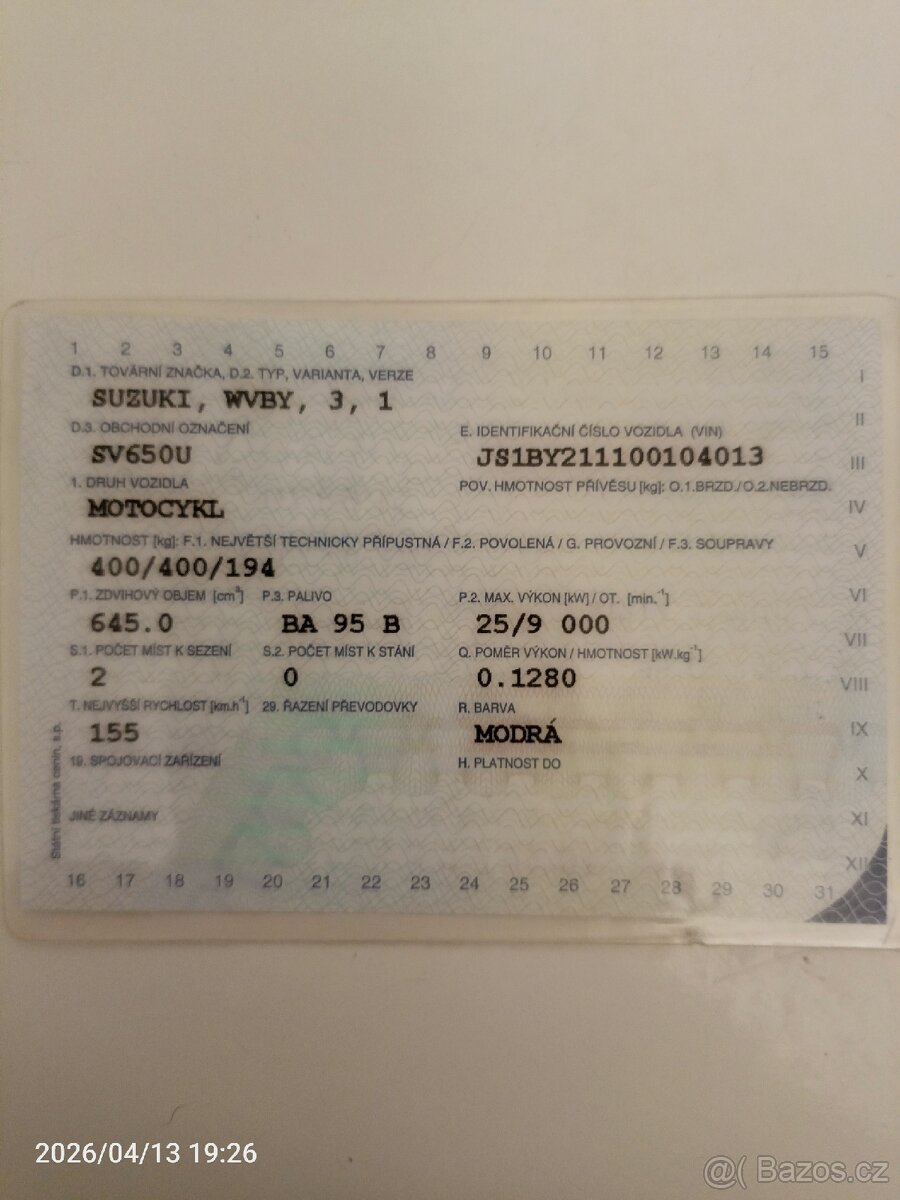 1 2 3 4 5 6 7 8 9 10 11 12 13 14 15
D.1. TOVÁRNÍ ZNAČKA, D.2. TYP, VARIANTA, VERZE
I
SUZUKI, WVBY, 3, 1
II
D.3. OBCHODNÍ OZNAČENÍ
E. IDENTIFIKAČNÍ ČÍSLO VOZIDLA (VIN)
SV650U
JS1BY211100104013
III
1. DRUH VOZIDLA
POV. HMOTNOST PŘÍVĚSU [kg]: O.1.BRZD./O.2.NEBRZD.
MOTOCYKL
IV
HMOTNOST [kg]: F.1. NEJVĚTŠÍ TECHNICKY PŘÍPUSTNÁ / F.2. POVOLENÁ / G. PROVOZNÍ / F.3. SOUPRAVY
V
400/400/194
P.1. ZDVIHOVÝ OBJEM [cm³] P.3. PALIVO P.2. MAX. VÝKON [kW] / OT. [min.⁻¹]
VI
645.0 BA 95 B 25/9 000
VII
S.1. POČET MÍST K SEZENÍ S.2. POČET MÍST K STÁNÍ Q. POMĚR VÝKON / HMOTNOST [kW.kg⁻¹]
2 0 0.1280
VIII
T. NEJVYŠŠÍ RYCHLOST [km.h⁻¹] 29. ŘAZENÍ PŘEVODOVKY R. BARVA
155 MODRÁ
IX
19. SPOJOVACÍ ZAŘÍZENÍ H. PLATNOST DO
X
JINÉ ZÁZNAMY
XI
XII
Státní tiskárna cenin, s.p.
16 17 18 19 20 21 22 23 24 25 26 27 28 29 30 31
2026/04/13 19:26
@( Bazos.cz